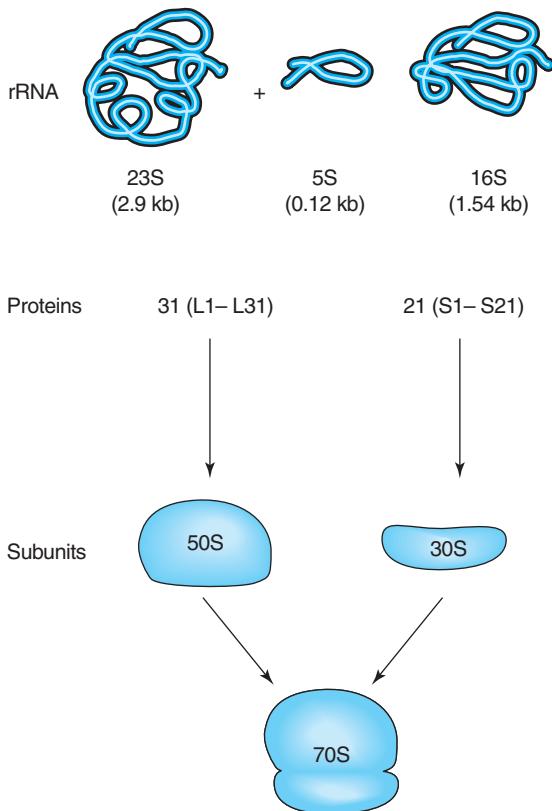 rRNA
+
23S
(2.9 kb)
5S
(0.12 kb)
16S
(1.54 kb)
Proteins
31 (L1– L31)
21 (S1– S21)
Subunits
50S
30S
70S